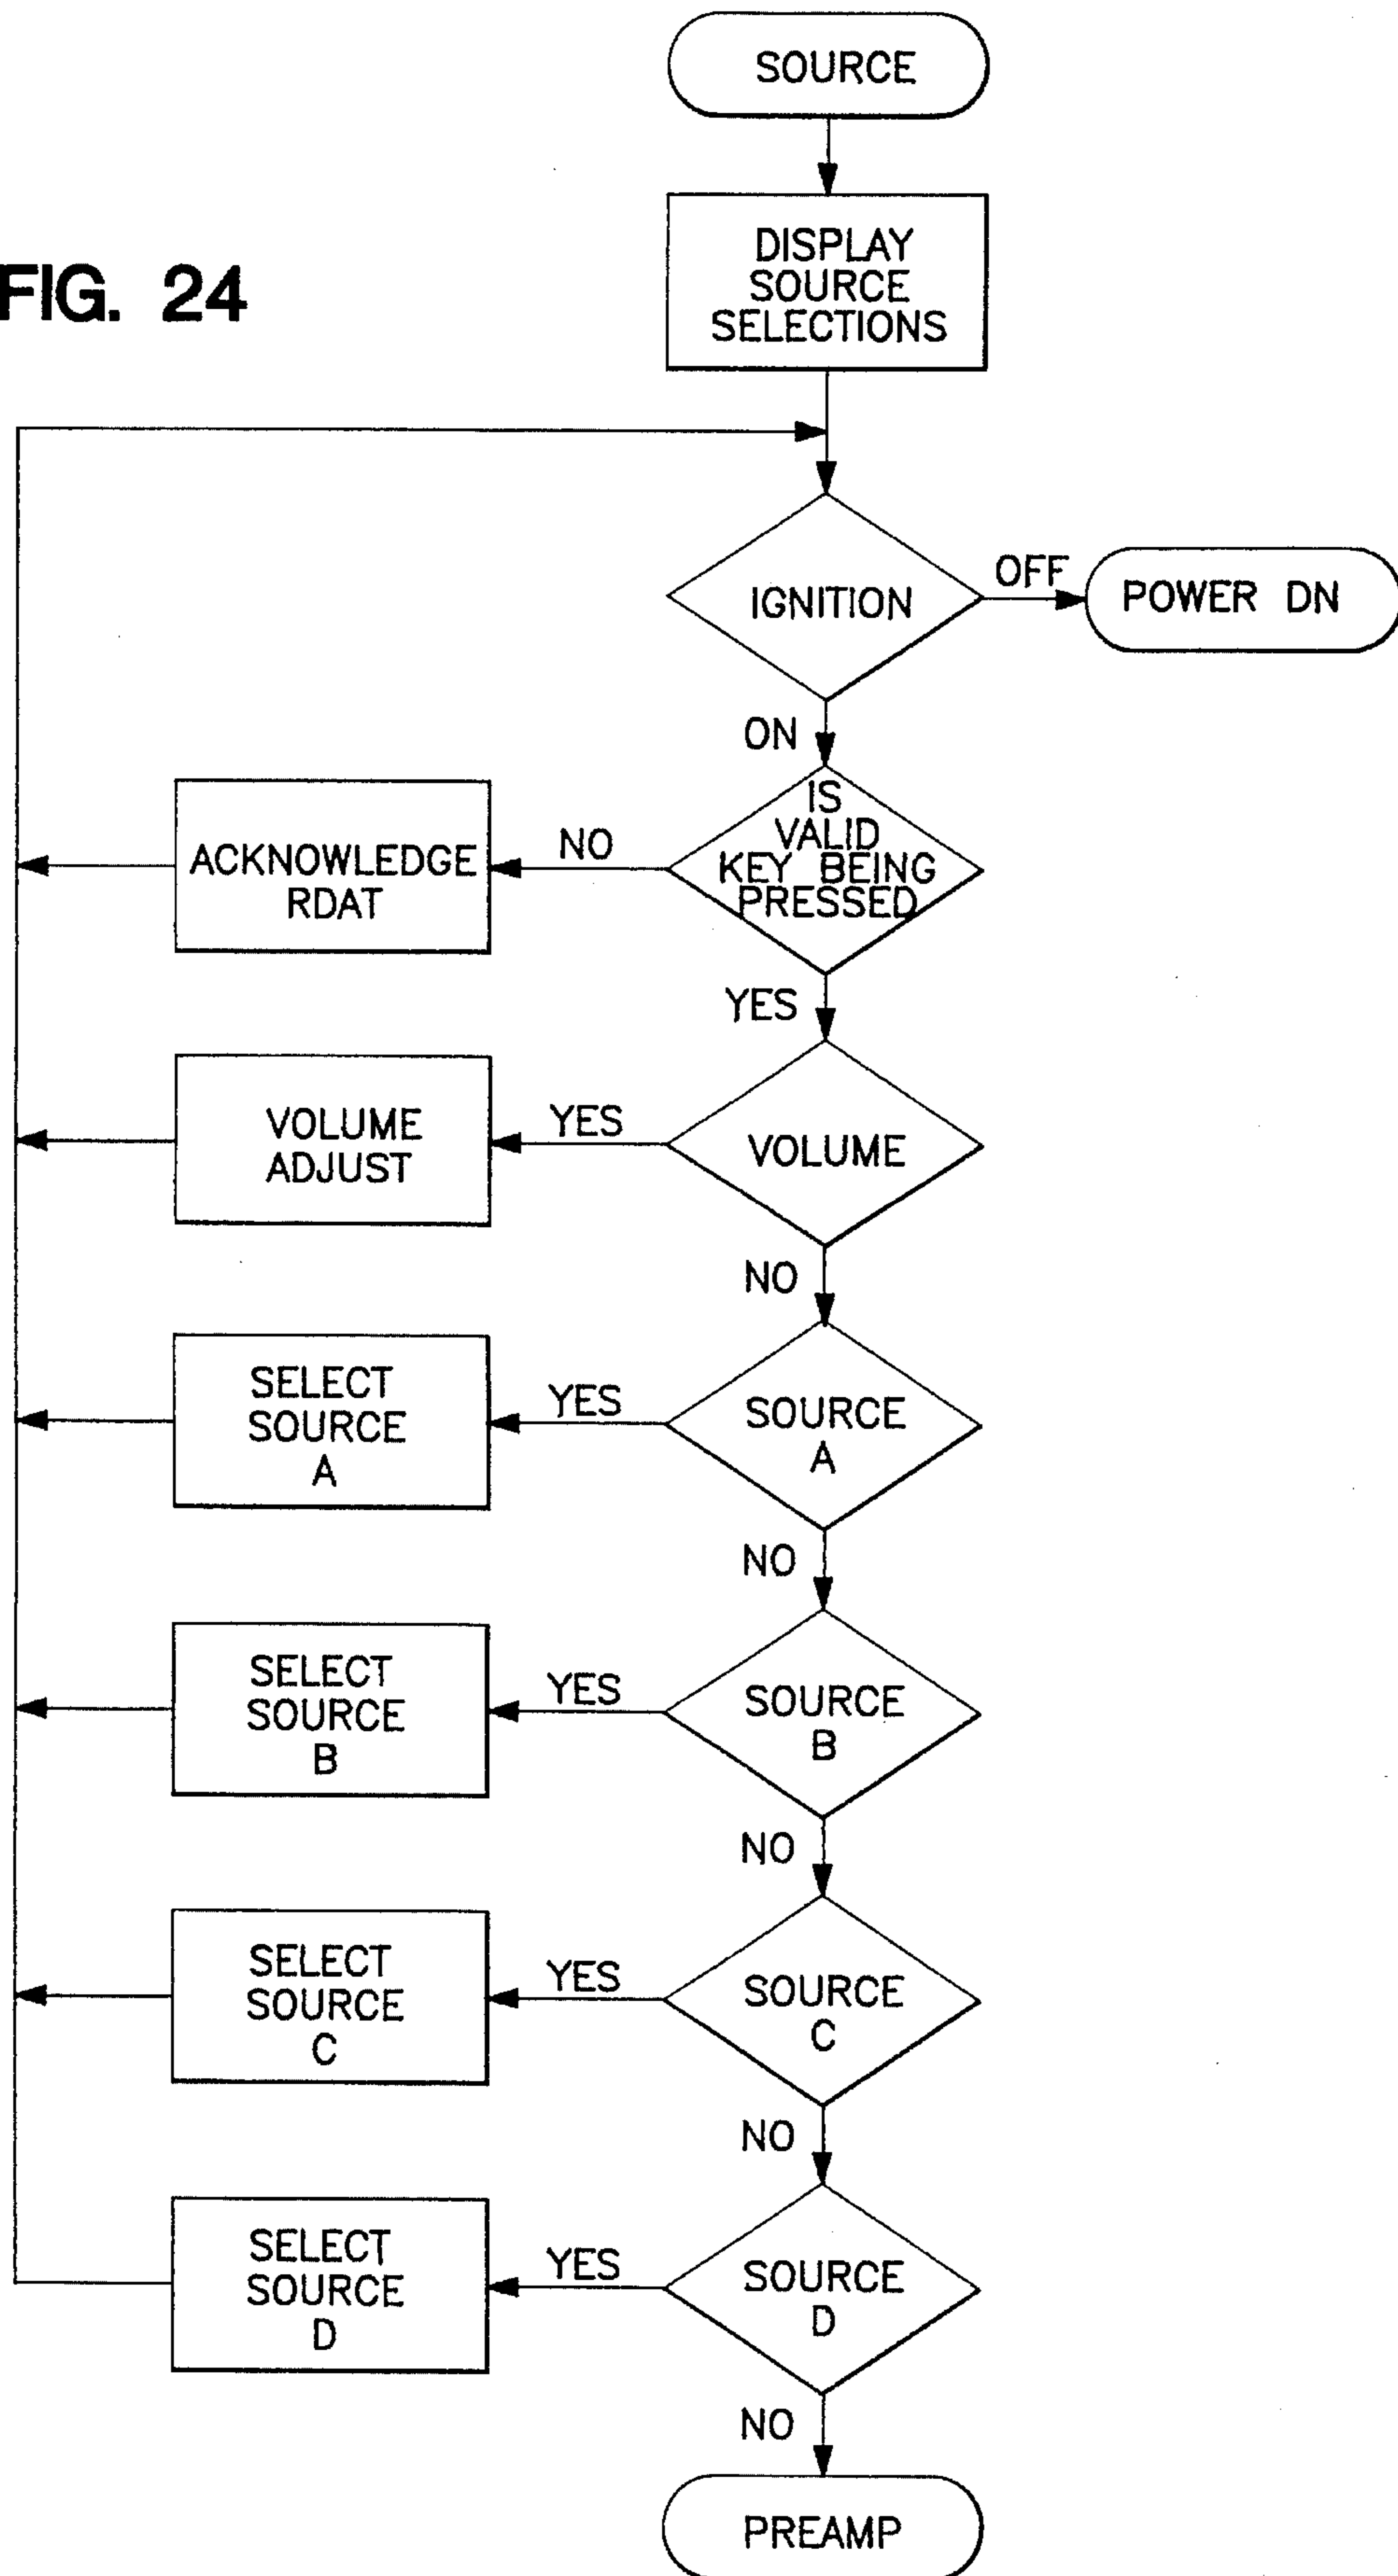 SOURCE
DISPLAY
SOURCE
SELECTIONS
FIG. 24
IGNITION
OFF
POWER DN
ON
IS
VALID
KEY BEING
PRESSED
NO
ACKNOWLEDGE
RDAT
YES
VOLUME
YES
VOLUME
ADJUST
NO
SOURCE
A
YES
SELECT
SOURCE
A
NO
SOURCE
B
YES
SELECT
SOURCE
B
NO
SOURCE
C
YES
SELECT
SOURCE
C
NO
SOURCE
D
YES
SELECT
SOURCE
D
NO
PREAMP